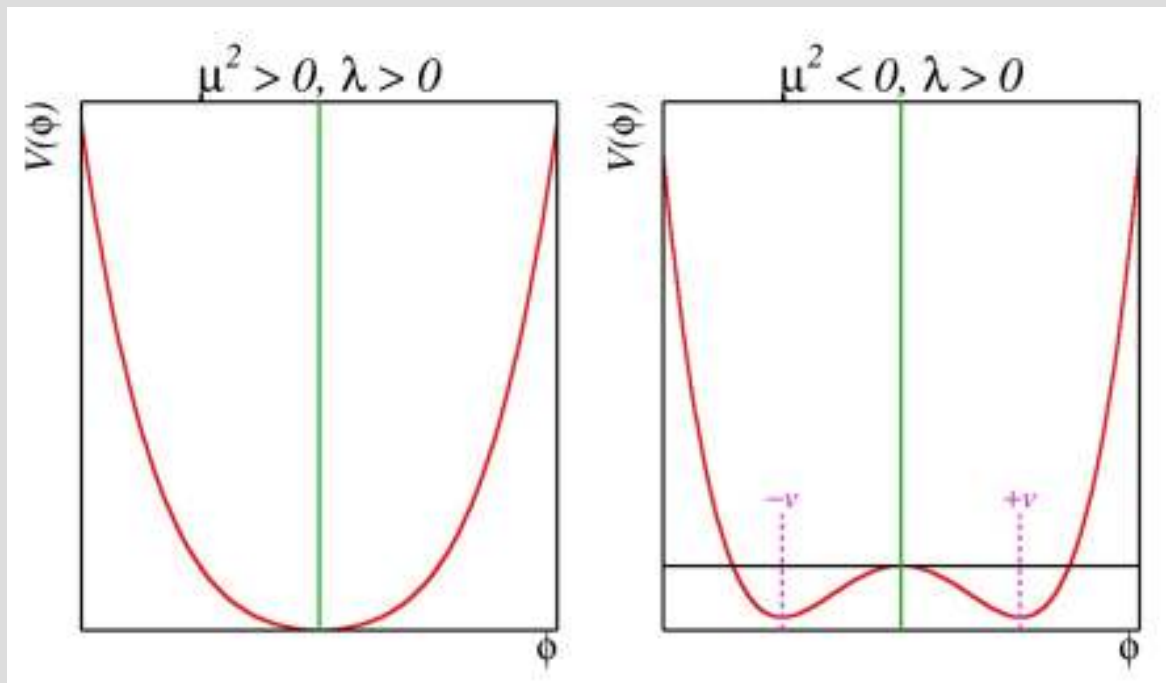 μ² > 0, λ > 0
V(ϕ)
ϕ
μ² < 0, λ > 0
V(ϕ)
−v
+v
ϕ